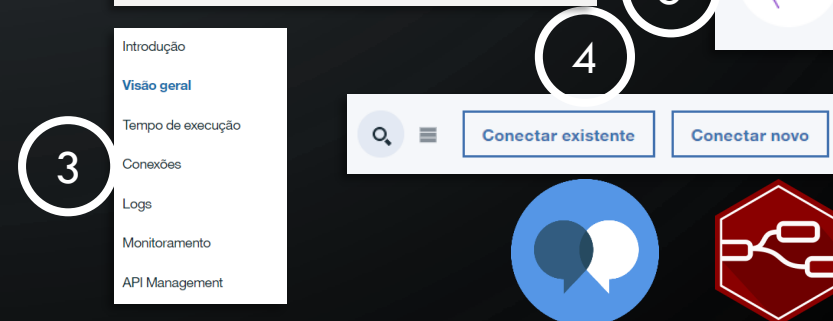 3
Introdução
Visão geral
Tempo de execução
Conexões
Logs
Monitoramento
API Management
4
Conectar existente
Conectar novo